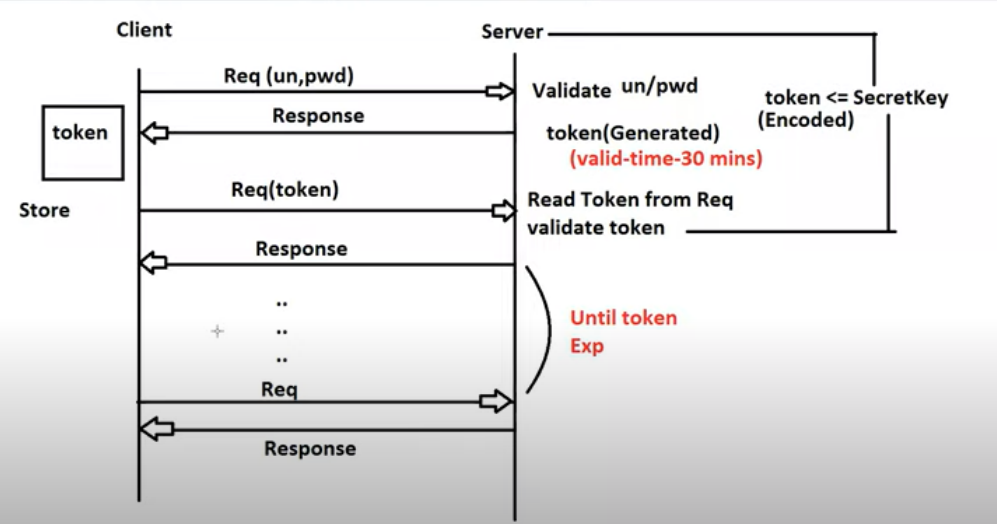 Client
Server
Req (un,pwd)
Validate un/pwd
token <= SecretKey
(Encoded)
Response
token
token(Generated)
(valid-time-30 mins)
Req(token)
Store
Read Token from Req
validate token
Response
..
..
..
Until token
Exp
Req
Response